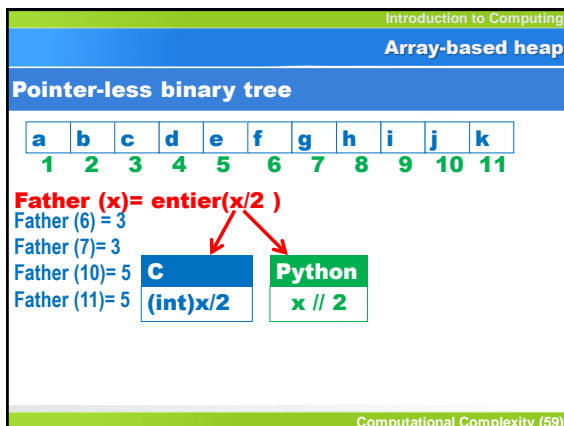 Introduction to Computing
Array-based heap
Pointer-less binary tree
a b c d e f g h i j k
1 2 3 4 5 6 7 8 9 10 11
Father (x)= entier(x/2 )
Father (6) = 3
Father (7)= 3
Father (10)= 5
Father (11)= 5
C
(int)x/2
Python
x // 2
Computational Complexity (59)